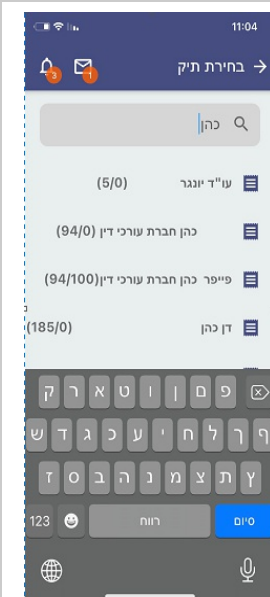 11:04
בחירת תיק
3
1
כהן
עו"ד יונגר (5/0)
כהן חברת עורכי דין (94/0)
פייפר כהן חברת עורכי דין(94/100)
דן כהן (185/0)
ק ר א ט ו ן ם פ
ש ד ג כ ע י ח ל ך ף
ז ס ב ה נ מ צ ת ץ
123 רווח סיום